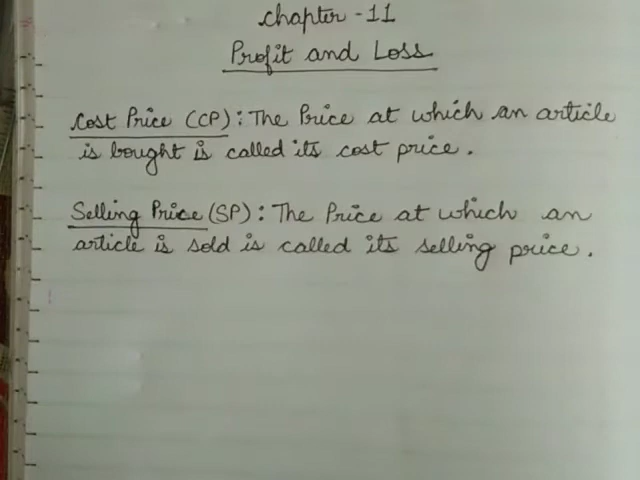 Chapter - 11
Profit and Loss
Cost Price (CP) : The Price at which an article
is bought is called its cost price.
Selling Price (SP) : The Price at which an
article is sold is called its selling price.